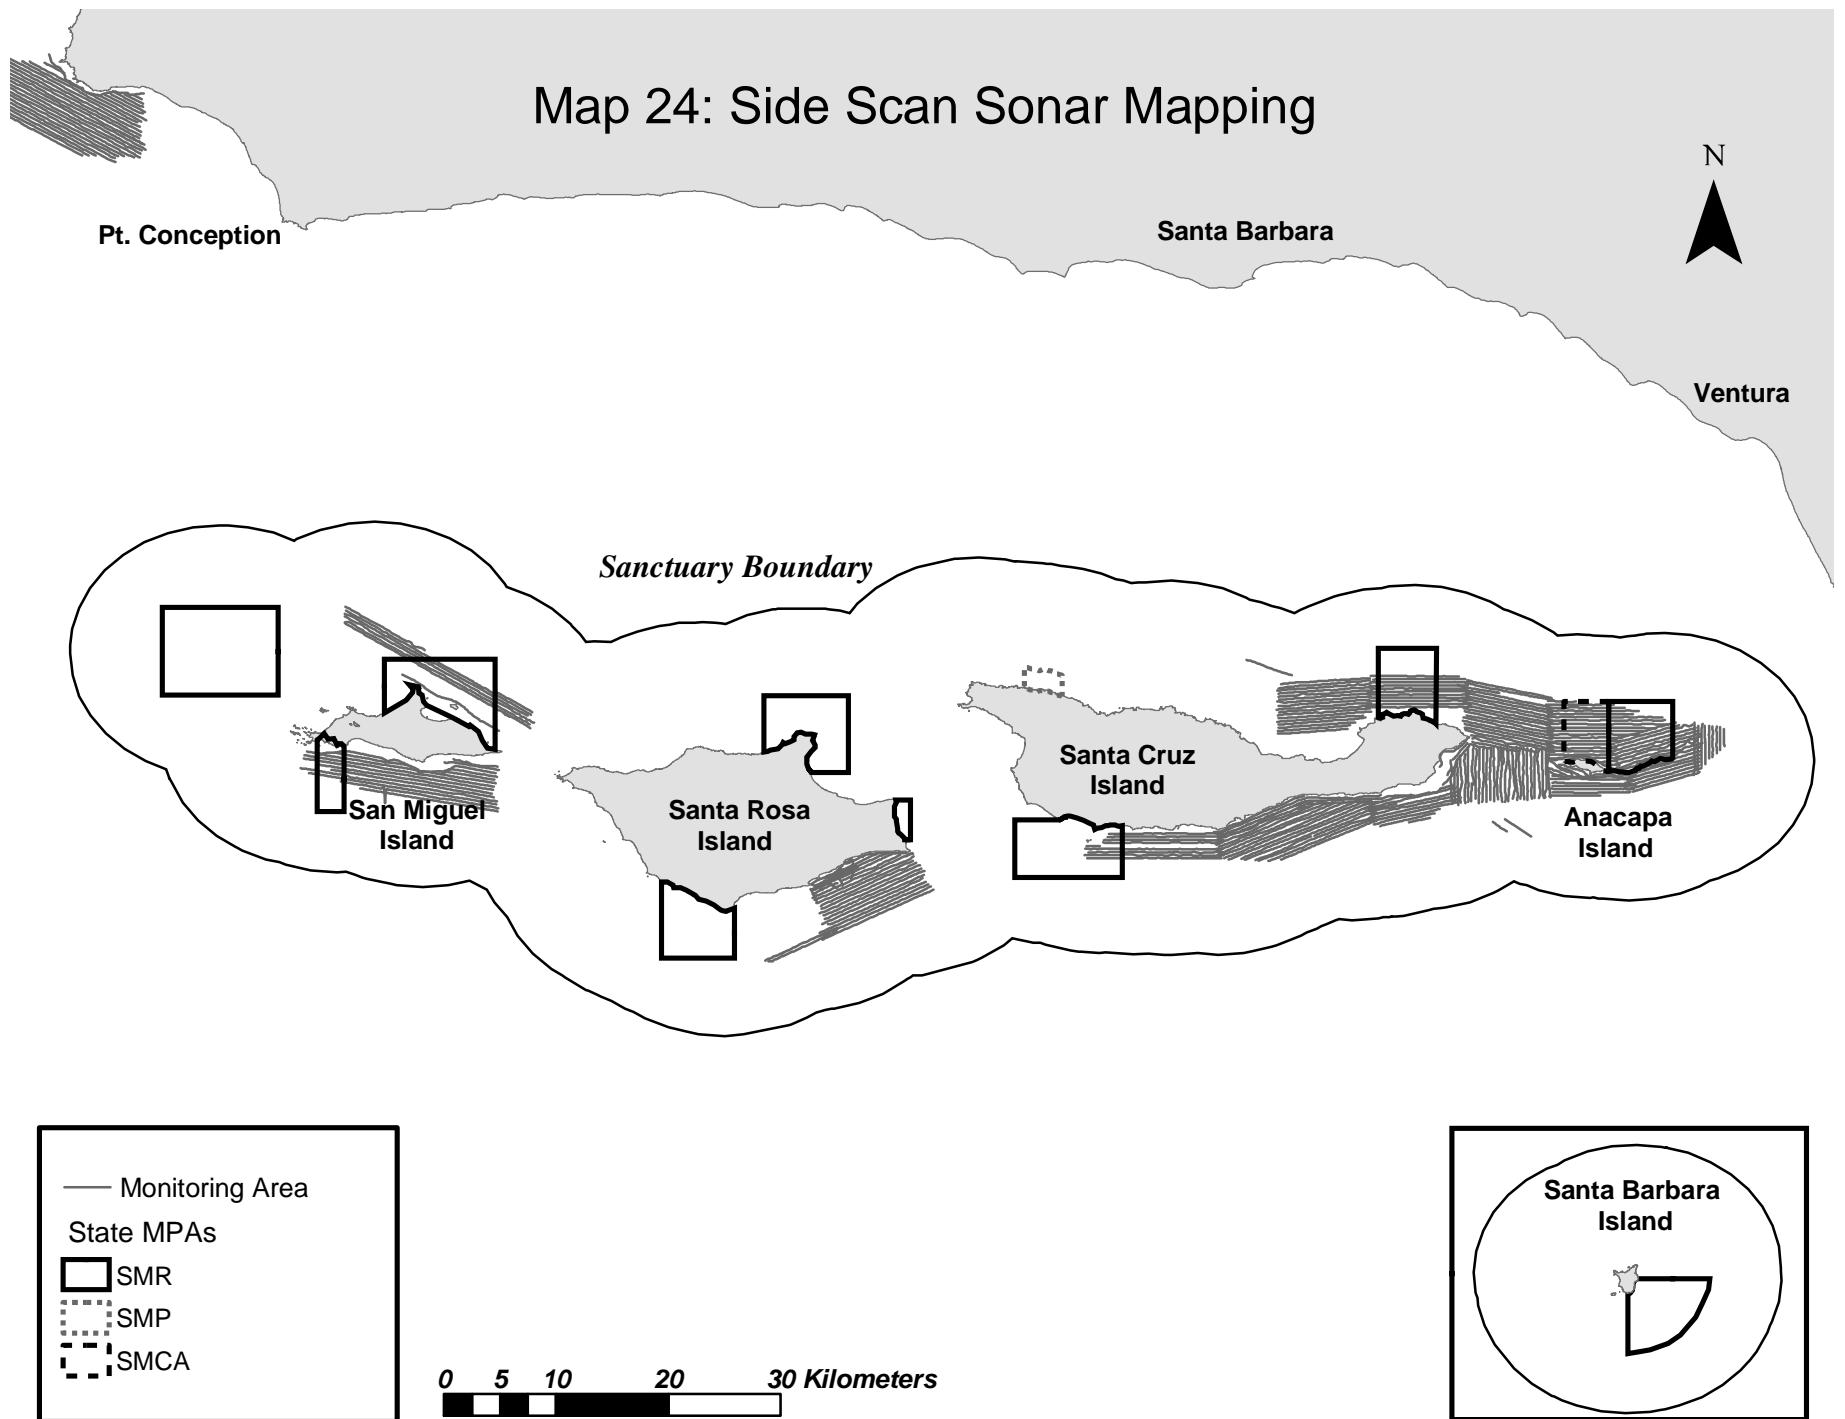 Map 24: Side Scan Sonar Mapping
N
Pt. Conception
Santa Barbara
Ventura
Sanctuary Boundary
San Miguel
Island
Santa Rosa
Island
Santa Cruz
Island
Anacapa
Island
Monitoring Area
State MPAs
SMR
SMP
SMCA
0 5 10 20 30 Kilometers
Santa Barbara
Island